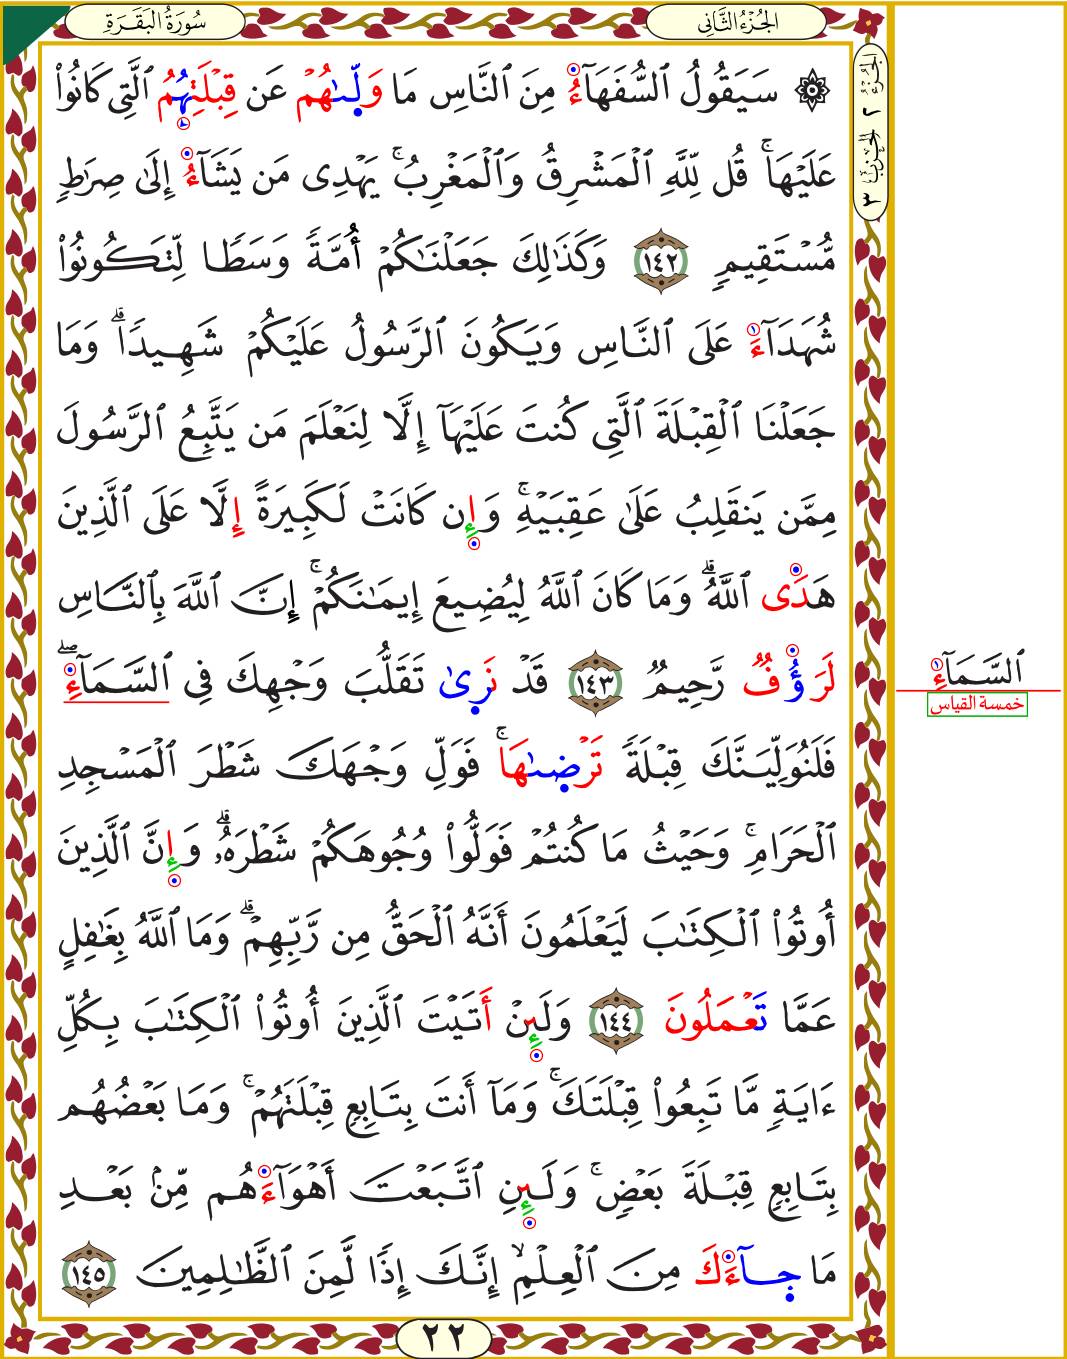 سُورَةُ البَقَرَةِ
الجُزْءُ الثَّانِي
الجُزْءُ ٢ الحِزْبُ ٣
۞ سَيَقُولُ ٱلسُّفَهَآءُ مِنَ ٱلنَّاسِ مَا وَلَّىٰهُمْ عَن قِبْلَتِهِمُ ٱلَّتِى كَانُوا۟
عَلَيْهَا ۚ قُل لِّلَّهِ ٱلْمَشْرِقُ وَٱلْمَغْرِبُ ۚ يَهْدِى مَن يَشَآءُ إِلَىٰ صِرَٰطٍ
مُّسْتَقِيمٍ ١٤٢ وَكَذَٰلِكَ جَعَلْنَٰكُمْ أُمَّةً وَسَطًا لِّتَكُونُوا۟
شُهَدَآءَ عَلَى ٱلنَّاسِ وَيَكُونَ ٱلرَّسُولُ عَلَيْكُمْ شَهِيدًا ۗ وَمَا
جَعَلْنَا ٱلْقِبْلَةَ ٱلَّتِى كُنتَ عَلَيْهَآ إِلَّا لِنَعْلَمَ مَن يَتَّبِعُ ٱلرَّسُولَ
مِمَّن يَنقَلِبُ عَلَىٰ عَقِبَيْهِ ۚ وَإِن كَانَتْ لَكَبِيرَةً إِلَّا عَلَى ٱلَّذِينَ
هَدَى ٱللَّهُ ۗ وَمَا كَانَ ٱللَّهُ لِيُضِيعَ إِيمَٰنَكُمْ ۚ إِنَّ ٱللَّهَ بِٱلنَّاسِ
لَرَؤُفٌ رَّحِيمٌ ١٤٣ قَدْ نَرَىٰ تَقَلُّبَ وَجْهِكَ فِى ٱلسَّمَآءِ ۖ
فَلَنُوَلِّيَنَّكَ قِبْلَةً تَرْضَىٰهَا ۚ فَوَلِّ وَجْهَكَ شَطْرَ ٱلْمَسْجِدِ
ٱلْحَرَامِ ۚ وَحَيْثُ مَا كُنتُمْ فَوَلُّوا۟ وُجُوهَكُمْ شَطْرَهُۥ ۗ وَإِنَّ ٱلَّذِينَ
أُوتُوا۟ ٱلْكِتَٰبَ لَيَعْلَمُونَ أَنَّهُ ٱلْحَقُّ مِن رَّبِّهِمْ ۗ وَمَا ٱللَّهُ بِغَٰفِلٍ
عَمَّا تَعْمَلُونَ ١٤٤ وَلَئِنْ أَتَيْتَ ٱلَّذِينَ أُوتُوا۟ ٱلْكِتَٰبَ بِكُلِّ
ءَايَةٍ مَّا تَبِعُوا۟ قِبْلَتَكَ ۚ وَمَآ أَنتَ بِتَابِعٍ قِبْلَتَهُمْ ۚ وَمَا بَعْضُهُم
بِتَابِعٍ قِبْلَةَ بَعْضٍ ۚ وَلَئِنِ ٱتَّبَعْتَ أَهْوَآءَهُم مِّنۢ بَعْدِ
مَا جَآءَكَ مِنَ ٱلْعِلْمِ ۙ إِنَّكَ إِذًا لَّمِنَ ٱلظَّٰلِمِينَ ١٤٥
ٱلسَّمَآءِ
خمسة القياس
٢٢